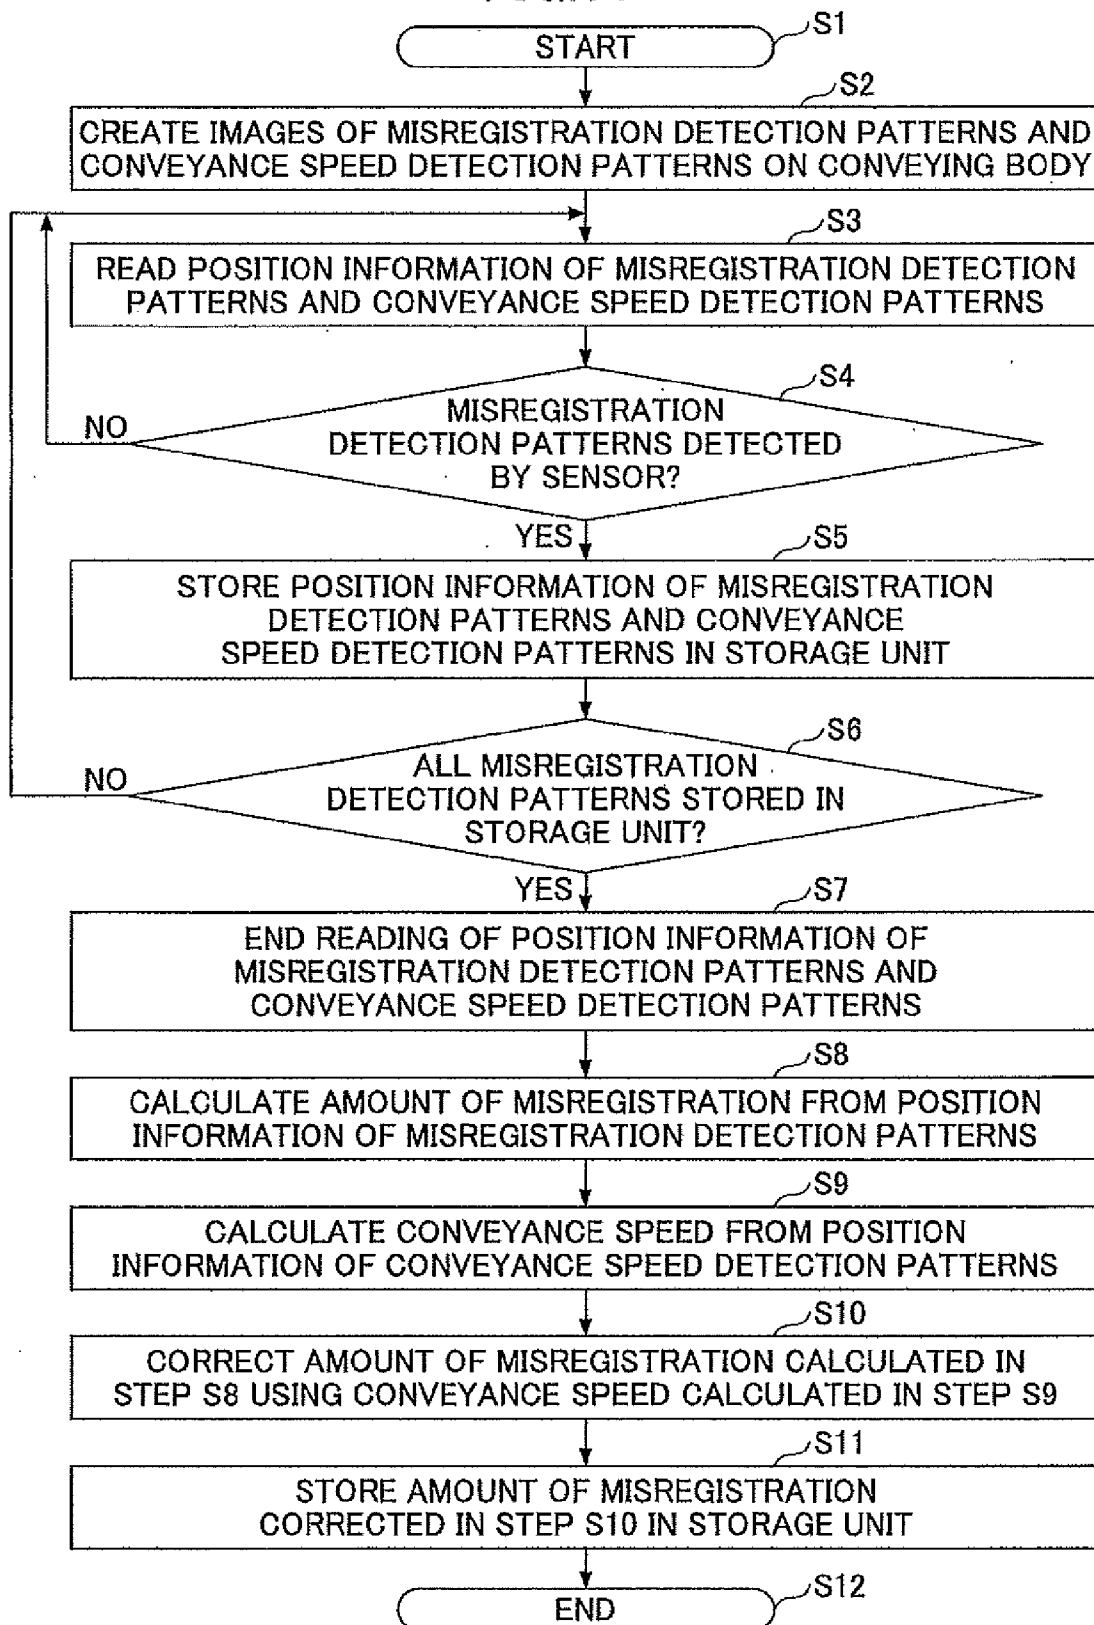 S1
START
S2
CREATE IMAGES OF MISREGISTRATION DETECTION PATTERNS AND
CONVEYANCE SPEED DETECTION PATTERNS ON CONVEYING BODY
S3
READ POSITION INFORMATION OF MISREGISTRATION DETECTION
PATTERNS AND CONVEYANCE SPEED DETECTION PATTERNS
S4
MISREGISTRATION
DETECTION PATTERNS DETECTED
BY SENSOR?
NO
YES
S5
STORE POSITION INFORMATION OF MISREGISTRATION
DETECTION PATTERNS AND CONVEYANCE
SPEED DETECTION PATTERNS IN STORAGE UNIT
S6
ALL MISREGISTRATION
DETECTION PATTERNS STORED IN
STORAGE UNIT?
NO
YES
S7
END READING OF POSITION INFORMATION OF
MISREGISTRATION DETECTION PATTERNS AND
CONVEYANCE SPEED DETECTION PATTERNS
S8
CALCULATE AMOUNT OF MISREGISTRATION FROM POSITION
INFORMATION OF MISREGISTRATION DETECTION PATTERNS
S9
CALCULATE CONVEYANCE SPEED FROM POSITION
INFORMATION OF CONVEYANCE SPEED DETECTION PATTERNS
S10
CORRECT AMOUNT OF MISREGISTRATION CALCULATED IN
STEP S8 USING CONVEYANCE SPEED CALCULATED IN STEP S9
S11
STORE AMOUNT OF MISREGISTRATION
CORRECTED IN STEP S10 IN STORAGE UNIT
S12
END